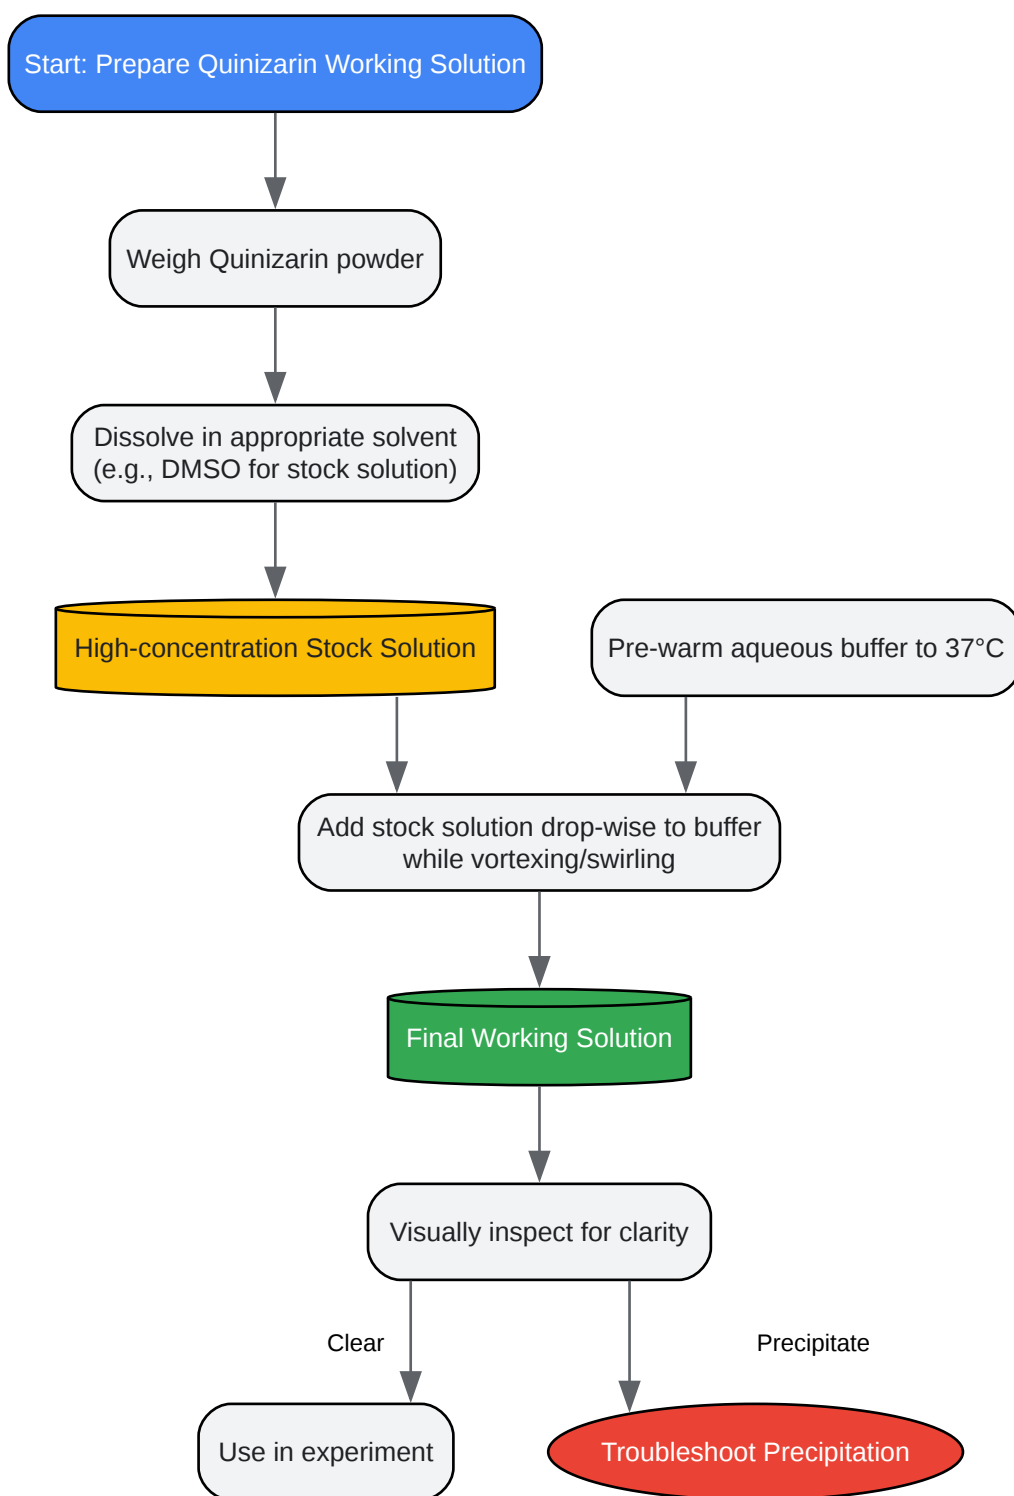 Start: Prepare Quinizarin Working Solution
Weigh Quinizarin powder
Dissolve in appropriate solvent
(e.g., DMSO for stock solution)
High-concentration Stock Solution
Pre-warm aqueous buffer to 37°C
Add stock solution drop-wise to buffer
while vortexing/swirling
Final Working Solution
Visually inspect for clarity
Clear
Precipitate
Use in experiment
Troubleshoot Precipitation